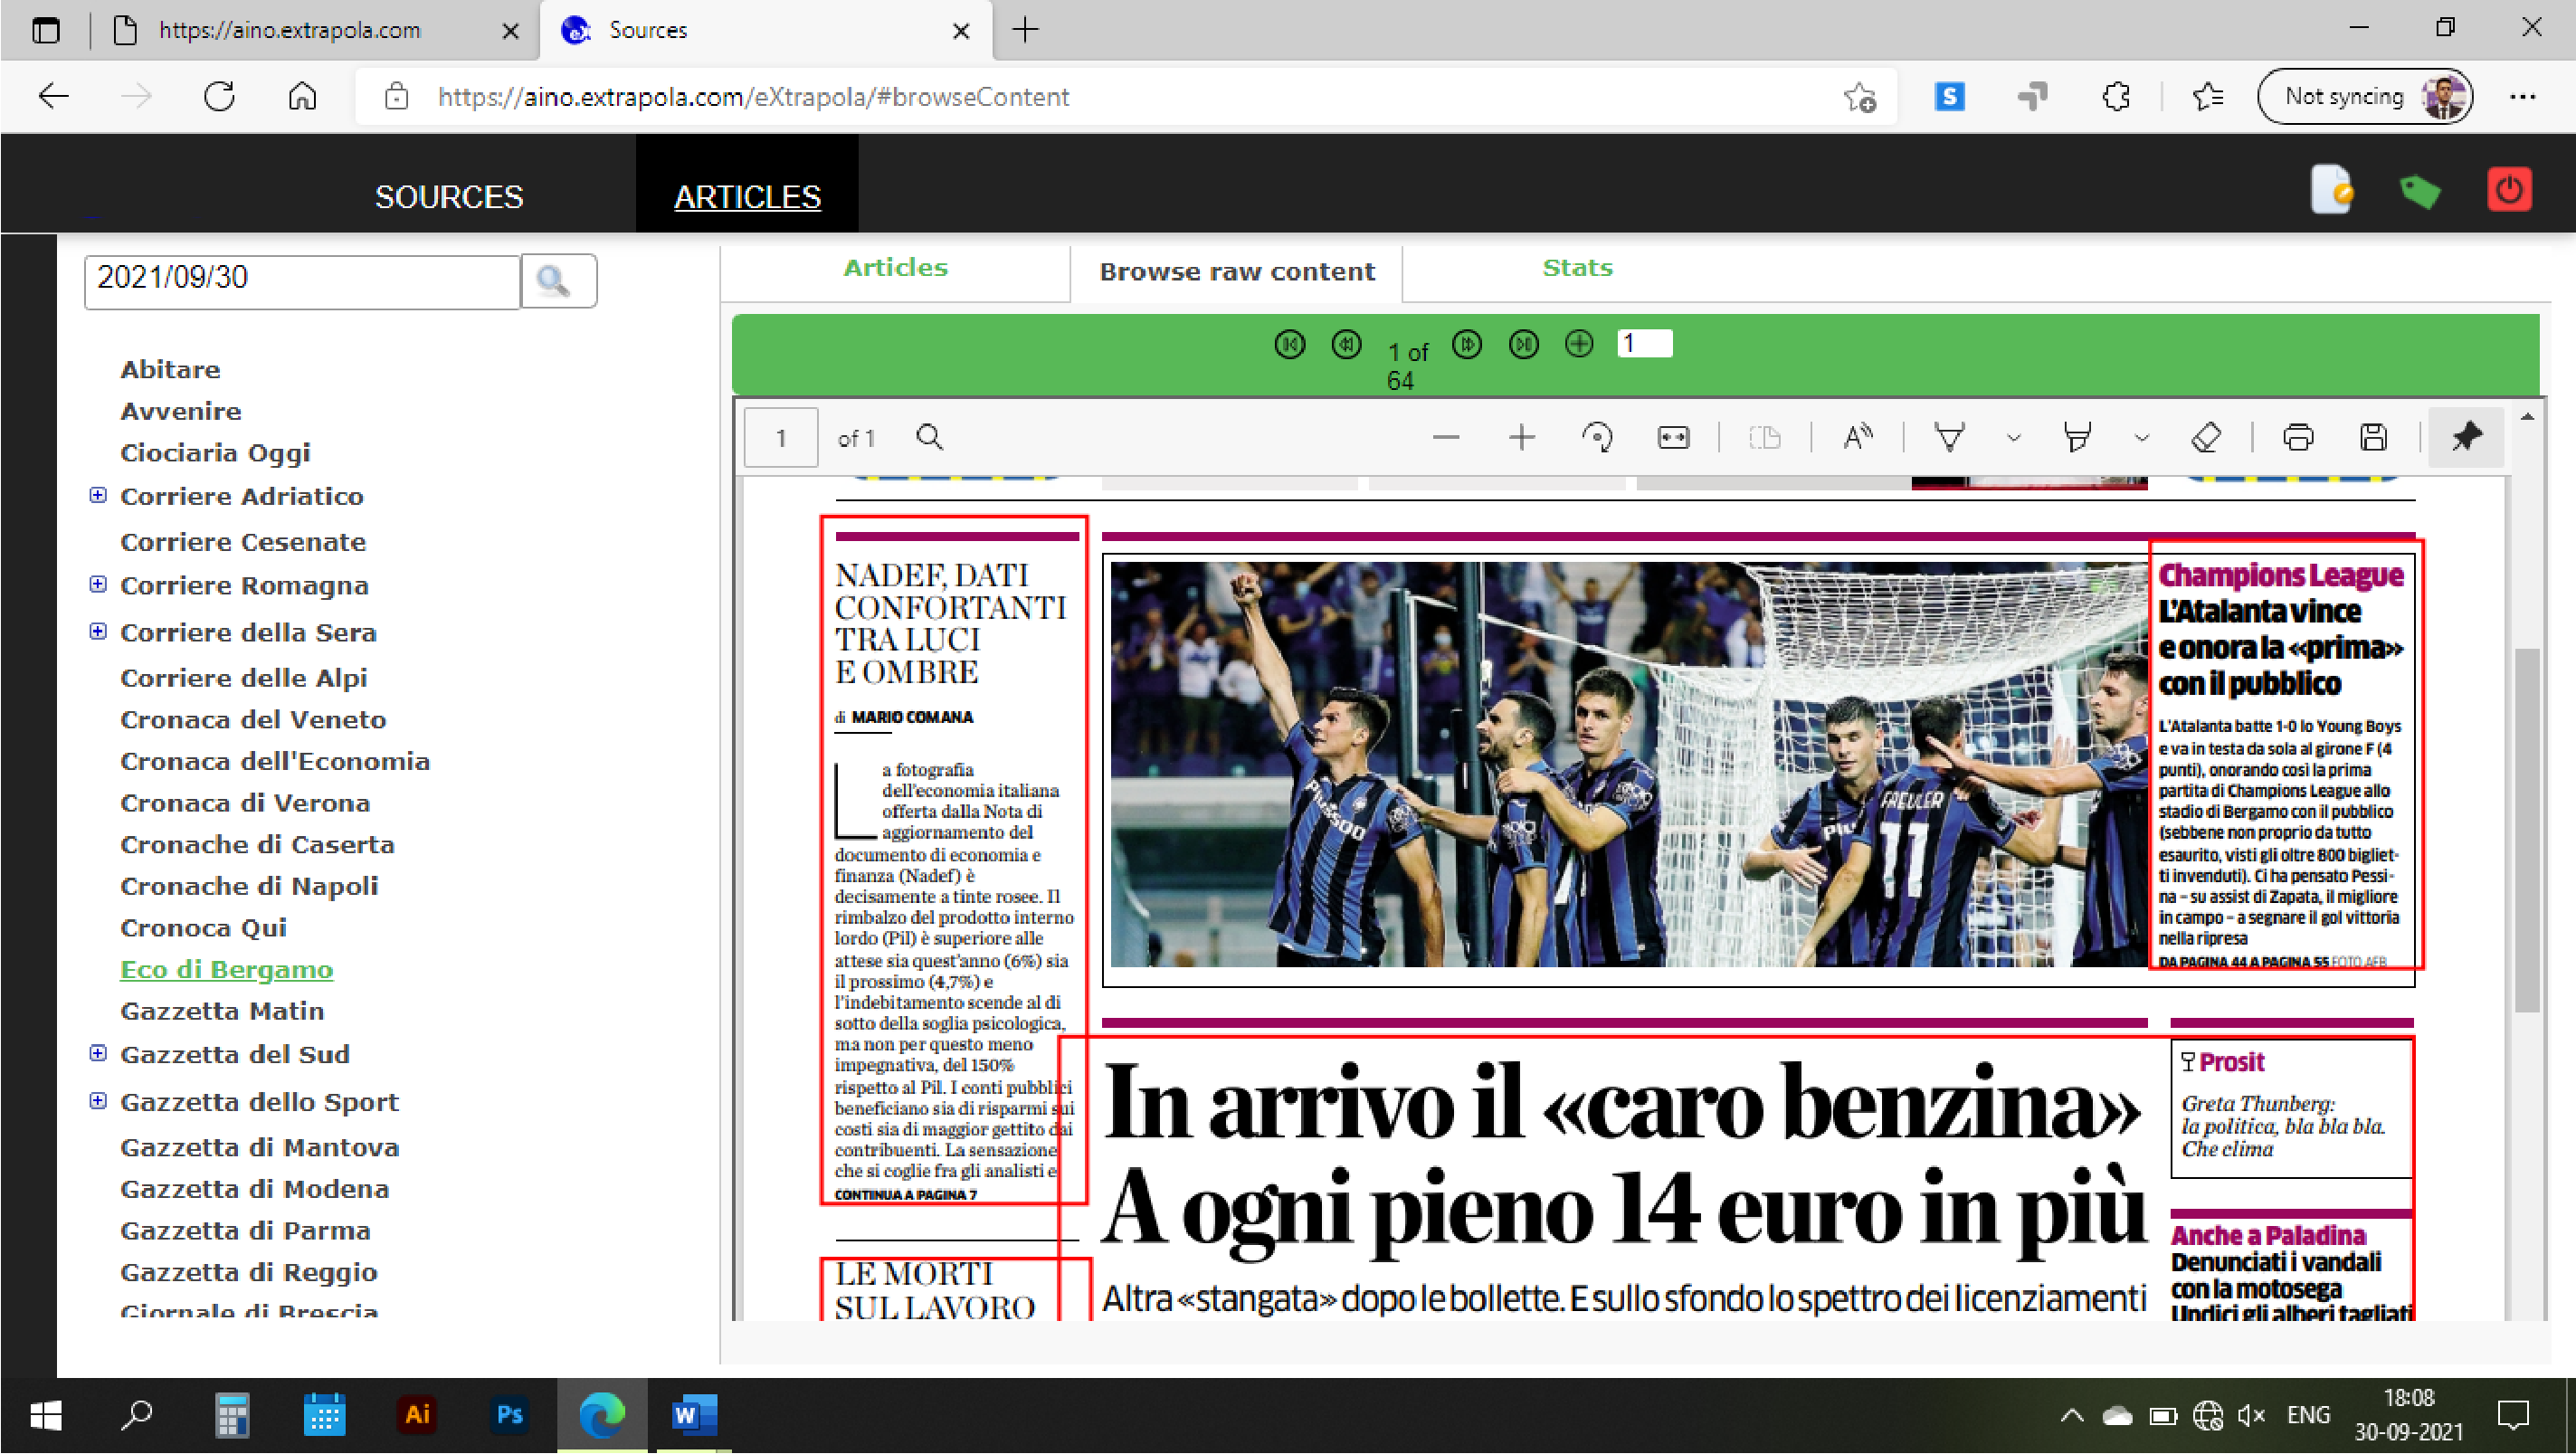 https://aino.extrapola.com
Sources
https://aino.extrapola.com/eXtrapola/#browseContent
Not syncing
SOURCES
ARTICLES
2021/09/30
Abitare
Avvenire
Ciociaria Oggi
Corriere Adriatico
Corriere Cesenate
Corriere Romagna
Corriere della Sera
Corriere delle Alpi
Cronaca del Veneto
Cronaca dell'Economia
Cronaca di Verona
Cronache di Caserta
Cronache di Napoli
Cronoca Qui
Eco di Bergamo
Gazzetta Matin
Gazzetta del Sud
Gazzetta dello Sport
Gazzetta di Mantova
Gazzetta di Modena
Gazzetta di Parma
Gazzetta di Reggio
Giornale di Brescia
Articles
Browse raw content
Stats
1 of
64
1
1
of 1
NADEF, DATI
CONFORTANTI
TRA LUCI
E OMBRE
di MARIO COMANA
La fotografia
dell'economia italiana
offerta dalla Nota di
aggiornamento del
documento di economia e
finanza (Nadef) è
decisamente a tinte rosee. Il
rimbalzo del prodotto interno
lordo (Pil) è superiore alle
attese sia quest'anno (6%) sia
il prossimo (4,7%) e
l'indebitamento scende al di
sotto della soglia psicologica,
ma non per questo meno
impegnativa, del 150%
rispetto al Pil. I conti pubblici
beneficiano sia di risparmi sui
costi sia di maggior gettito dai
contribuenti. La sensazione
che si coglie fra gli analisti e
CONTINUA A PAGINA 7
LE MORTI
SUL LAVORO
Plus500
FREULER
11
Champions League
L'Atalanta vince
e onora la «prima»
con il pubblico
L'Atalanta batte 1-0 lo Young Boys
e va in testa da sola al girone F (4
punti), onorando così la prima
partita di Champions League allo
stadio di Bergamo con il pubblico
(sebbene non proprio da tutto
esaurito, visti gli oltre 800 bigliet-
ti invenduti). Ci ha pensato Pessi-
na – su assist di Zapata, il migliore
in campo – a segnare il gol vittoria
nella ripresa
DA PAGINA 44 A PAGINA 55 FOTO AFB
In arrivo il «caro benzina»
A ogni pieno 14 euro in più
Altra «stangata» dopo le bollette. E sullo sfondo lo spettro dei licenziamenti
Prosit
Greta Thunberg:
la politica, bla bla bla.
Che clima
Anche a Paladina
Denunciati i vandali
con la motosega
Undici gli alberi tagliati
Ai
Ps
W
ENG
18:08
30-09-2021